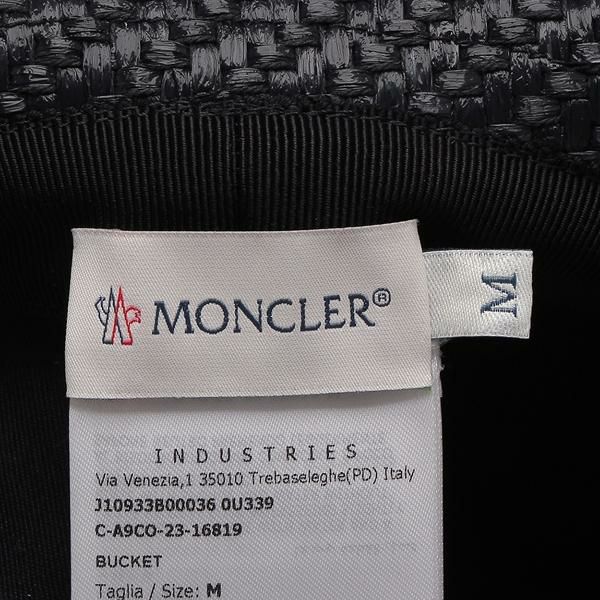 MONCLER®
M
INDUSTRIES
Via Venezia,1 35010 Trebaseleghe(PD) Italy
J10933B00036 0U339
C-A9CO-23-16819
BUCKET
Taglia / Size: M